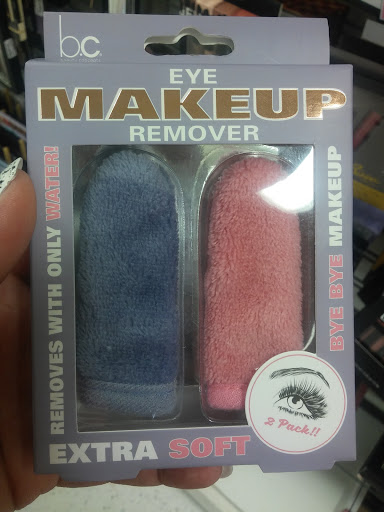 b.c.
EYE
MAKEUP
REMOVER
REMOVES WITH ONLY WATER!
BYE BYE MAKEUP
2 Pack!!
EXTRA SOFT